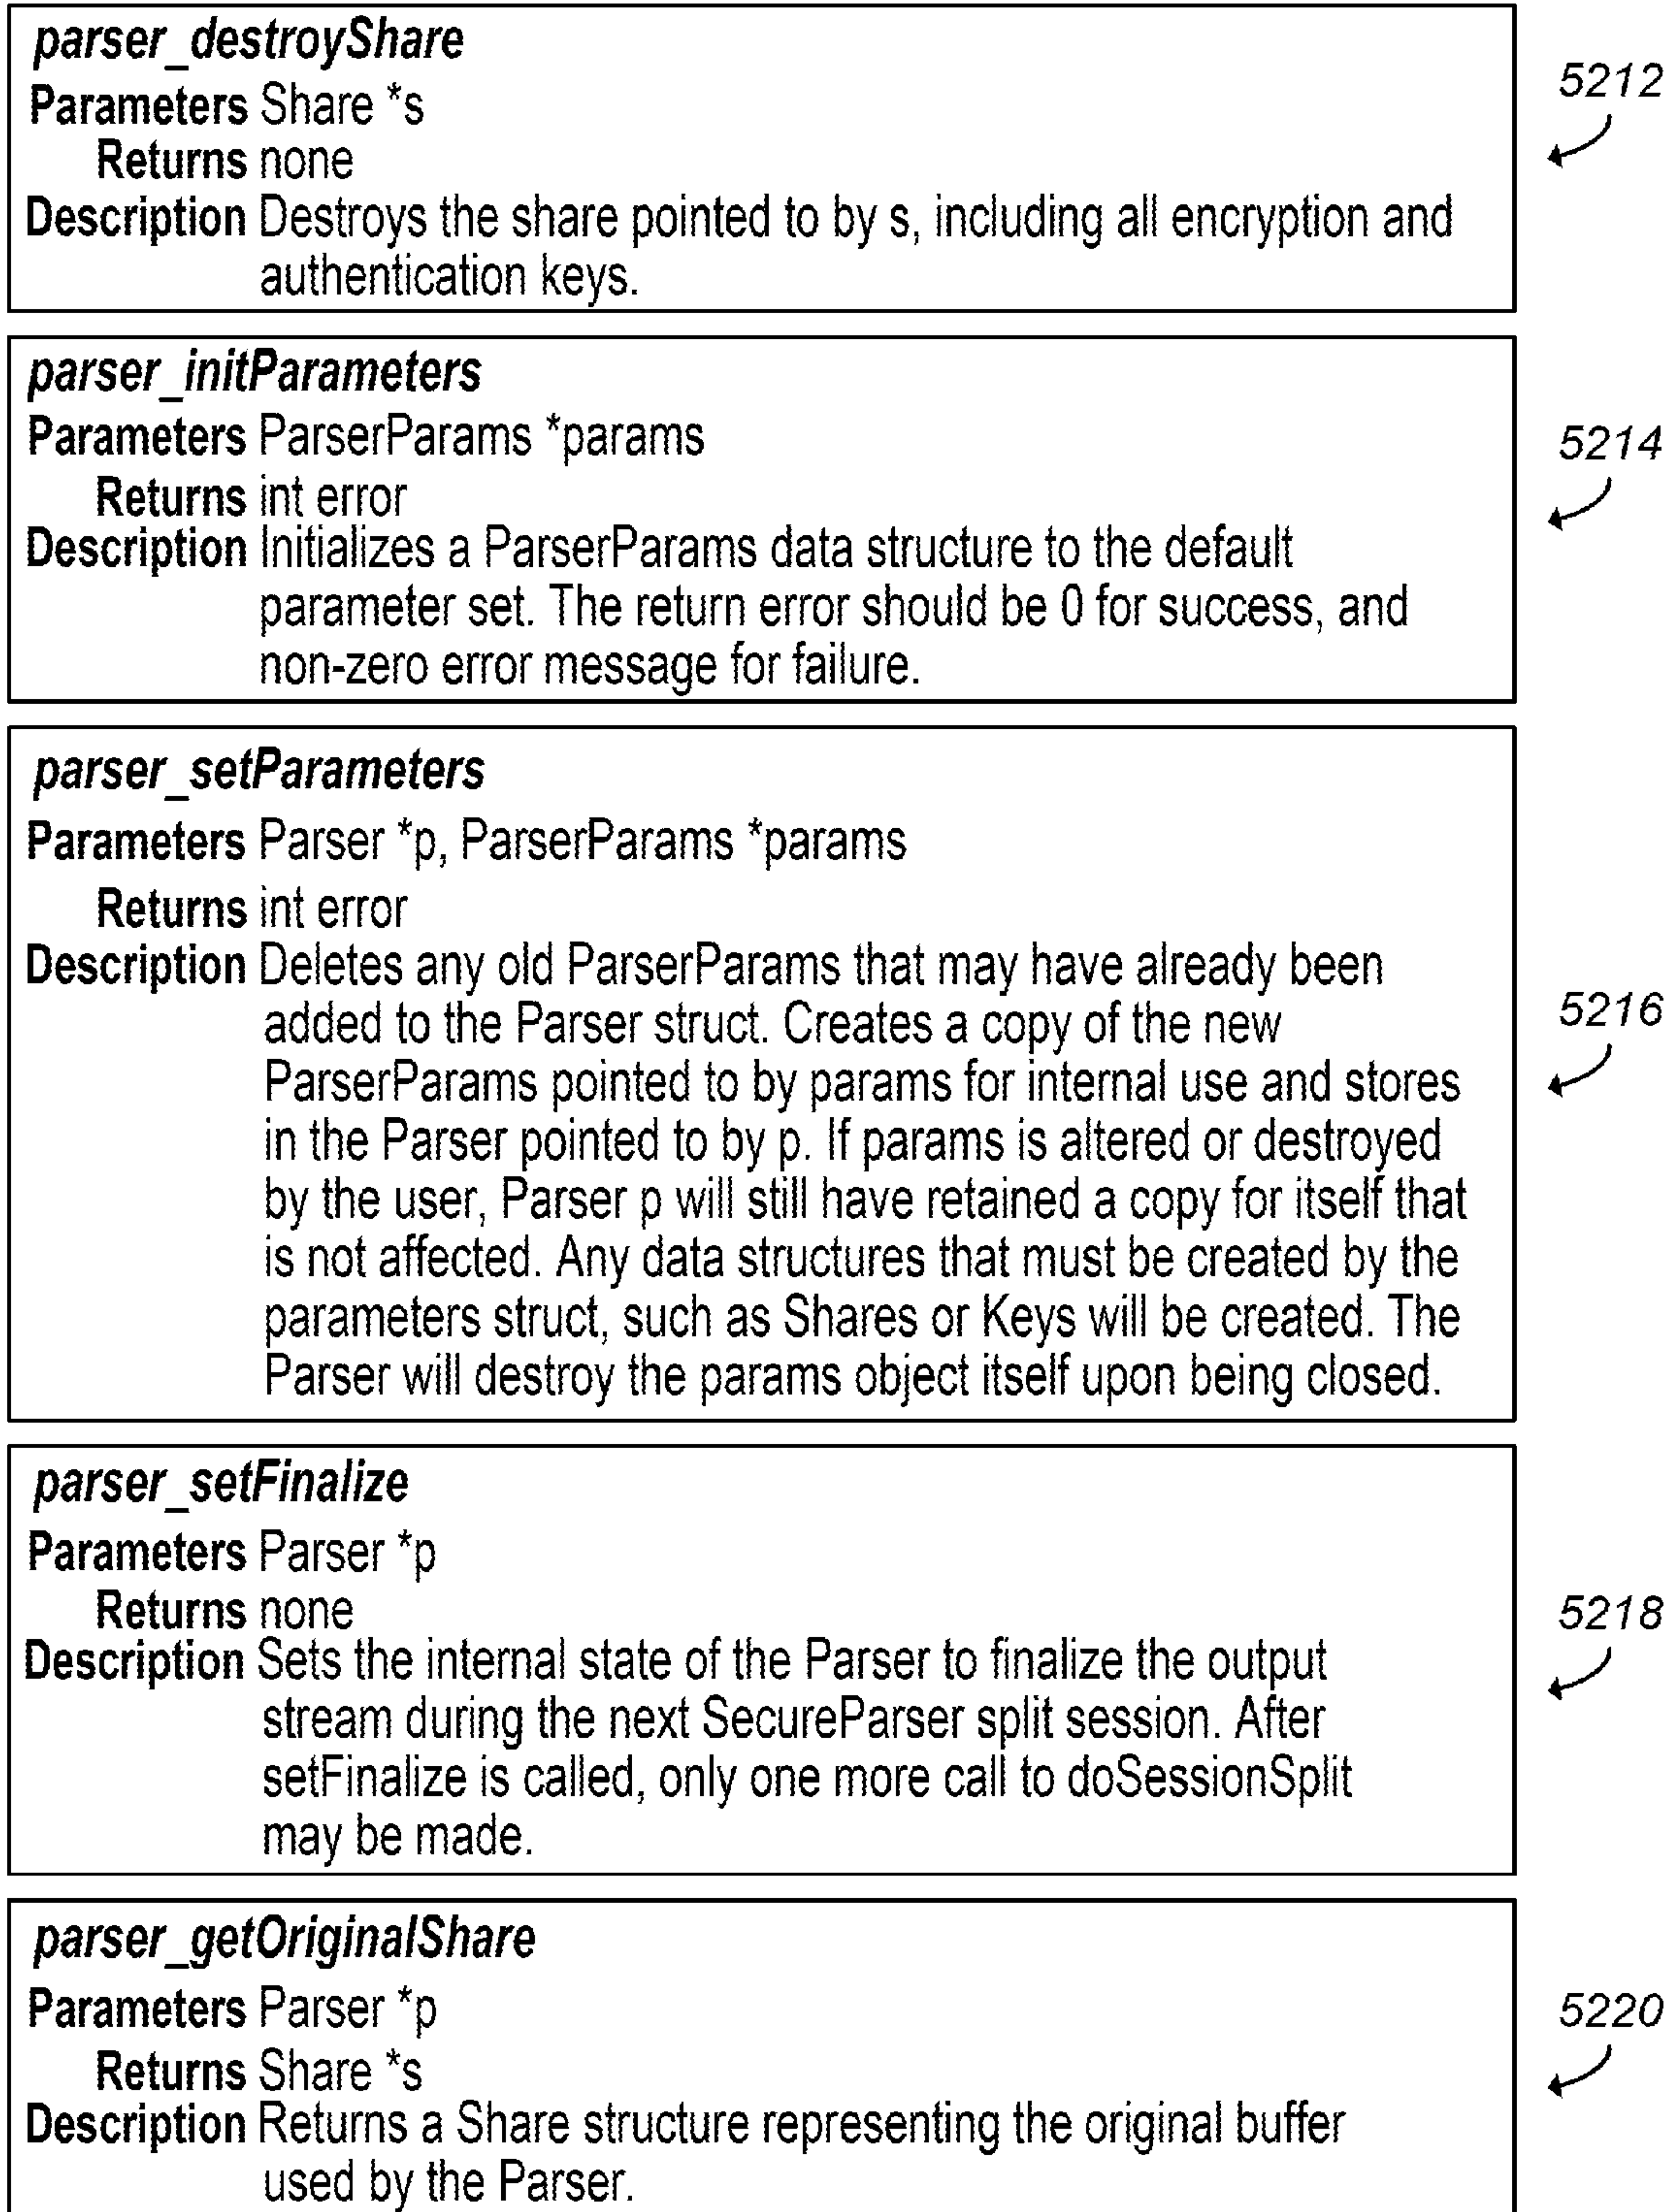 parser_destroyShare
Parameters Share *s
5212
Returns none
Description Destroys the share pointed to by s, including all encryption and
authentication keys.
parser_initParameters
Parameters ParserParams *params
5214
Returns int error
Description Initializes a ParserParams data structure to the default
parameter set. The return error should be 0 for success, and
non-zero error message for failure.
parser_setParameters
Parameters Parser *p, ParserParams *params
Returns int error
Description Deletes any old ParserParams that may have already been
added to the Parser struct. Creates a copy of the new
5216
ParserParams pointed to by params for internal use and stores
in the Parser pointed to by p. If params is altered or destroyed
by the user, Parser p will still have retained a copy for itself that
is not affected. Any data structures that must be created by the
parameters struct, such as Shares or Keys will be created. The
Parser will destroy the params object itself upon being closed.
parser_setFinalize
Parameters Parser *p
Returns none
5218
Description Sets the internal state of the Parser to finalize the output
stream during the next SecureParser split session. After
setFinalize is called, only one more call to doSessionSplit
may be made.
parser_getOriginalShare
Parameters Parser *p
5220
Returns Share *s
Description Returns a Share structure representing the original buffer
used by the Parser.